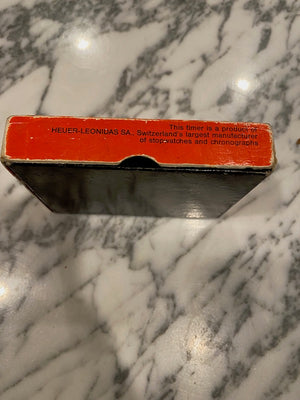 This timer is a product of
HEUER-LEONIDAS SA., Switzerland's largest manufacturer
of stopwatches and chronographs